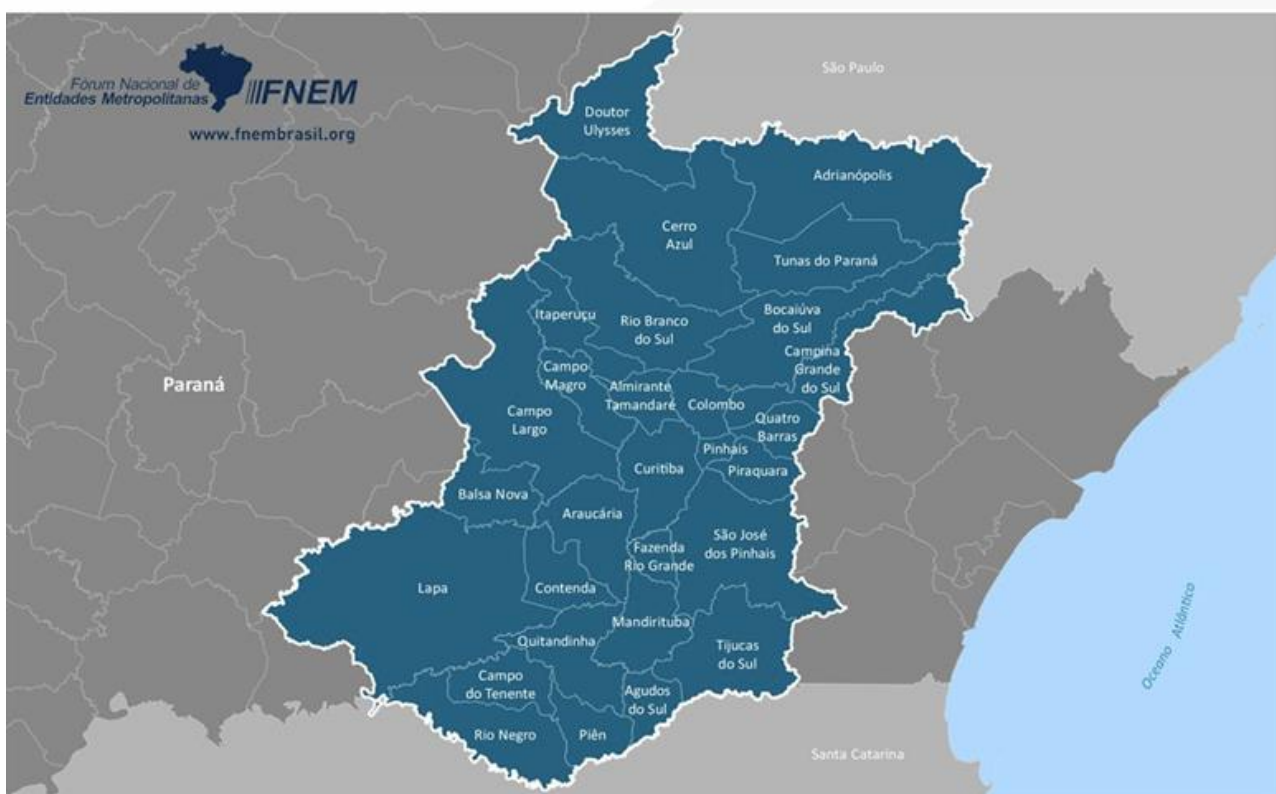 Fórum Nacional de
Entidades Metropolitanas
FNEM
www.fnembrasil.org
São Paulo
Doutor
Ulysses
Adrianópolis
Cerro
Azul
Tunas do Paraná
Itaperuçu
Rio Branco
do Sul
Bocaiúva
do Sul
Campina
Grande
do Sul
Paraná
Campo
Magro
Almirante
Tamandaré
Colombo
Campo
Largo
Quatro
Barras
Pinhais
Curitiba
Piraquara
Balsa Nova
Araucária
São José
dos Pinhais
Fazenda
Rio Grande
Lapa
Contenda
Mandirituba
Quitandinha
Tijucas
do Sul
Campo
do Tenente
Agudos
do Sul
Rio Negro
Piên
Santa Catarina
Oceano Atlântico